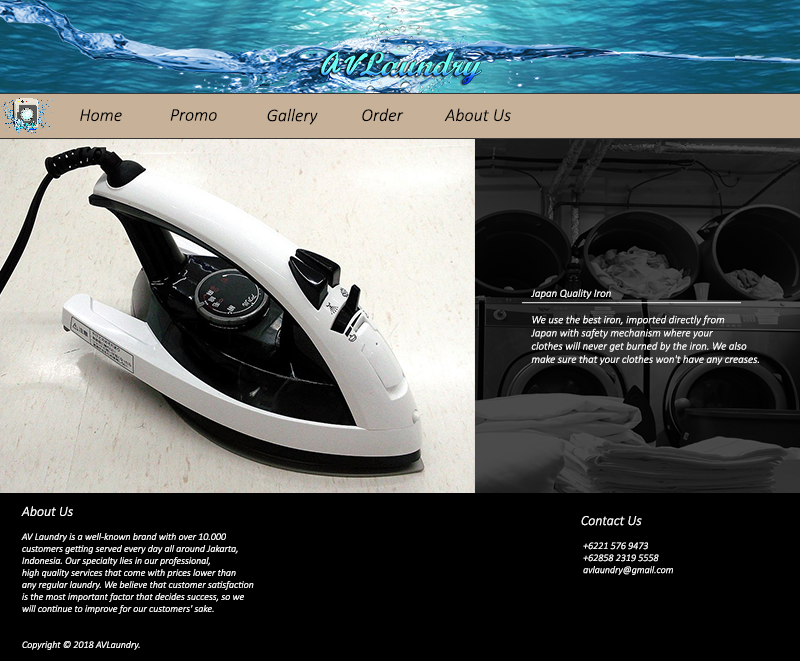 AVLaundry
Home Promo Gallery Order About Us
Japan Quality Iron
We use the best iron, imported directly from
Japan with safety mechanism where your
clothes will never get burned by the iron. We also
make sure that your clothes won't have any creases.
About Us
AV Laundry is a well-known brand with over 10.000
customers getting served every day all around Jakarta,
Indonesia. Our specialty lies in our professional,
high quality services that come with prices lower than
any regular laundry. We believe that customer satisfaction
is the most important factor that decides success, so we
will continue to improve for our customers' sake.
Contact Us
+6221 576 9473
+62858 2319 5558
avlaundry@gmail.com
Copyright © 2018 AVLaundry.